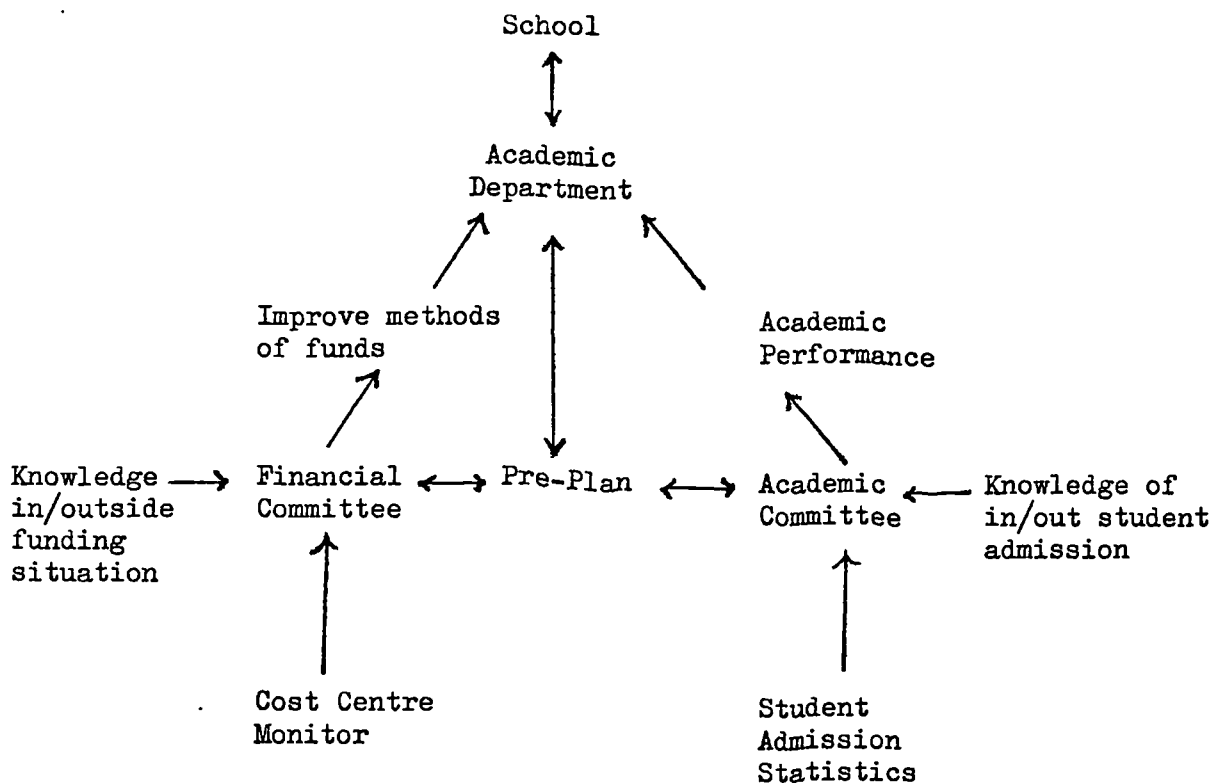 School
Academic
Department
Improve methods
of funds
Academic
Performance
Knowledge
in/outside
funding
situation
Financial
Committee
Pre-Plan
Academic
Committee
Knowledge of
in/out student
admission
Cost Centre
Monitor
Student
Admission
Statistics